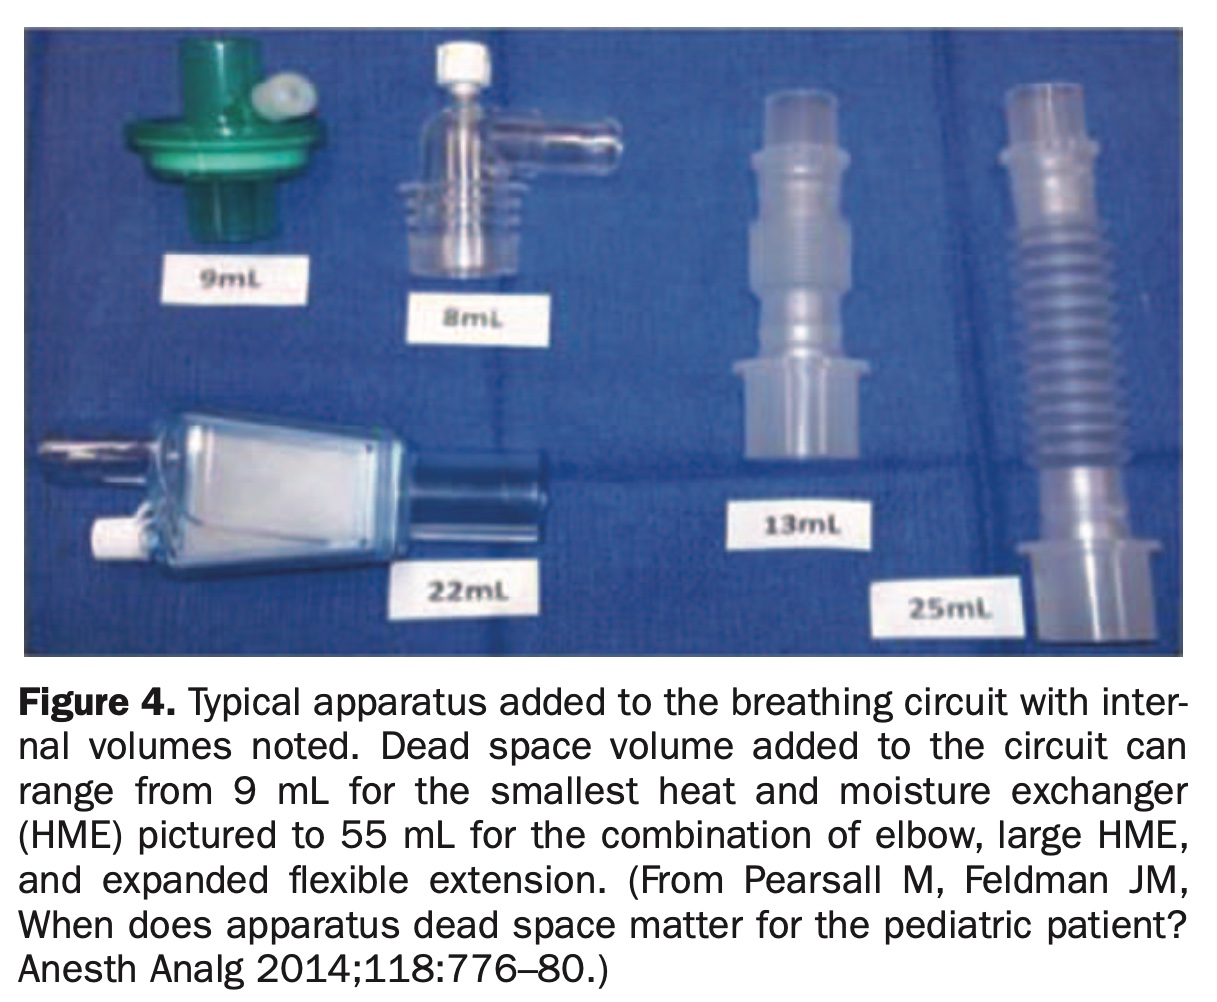 9mL
8mL
22mL
13mL
25mL
Figure 4. Typical apparatus added to the breathing circuit with inter-
nal volumes noted. Dead space volume added to the circuit can
range from 9 mL for the smallest heat and moisture exchanger
(HME) pictured to 55 mL for the combination of elbow, large HME,
and expanded flexible extension. (From Pearsall M, Feldman JM,
When does apparatus dead space matter for the pediatric patient?
Anesth Analg 2014;118:776–80.)